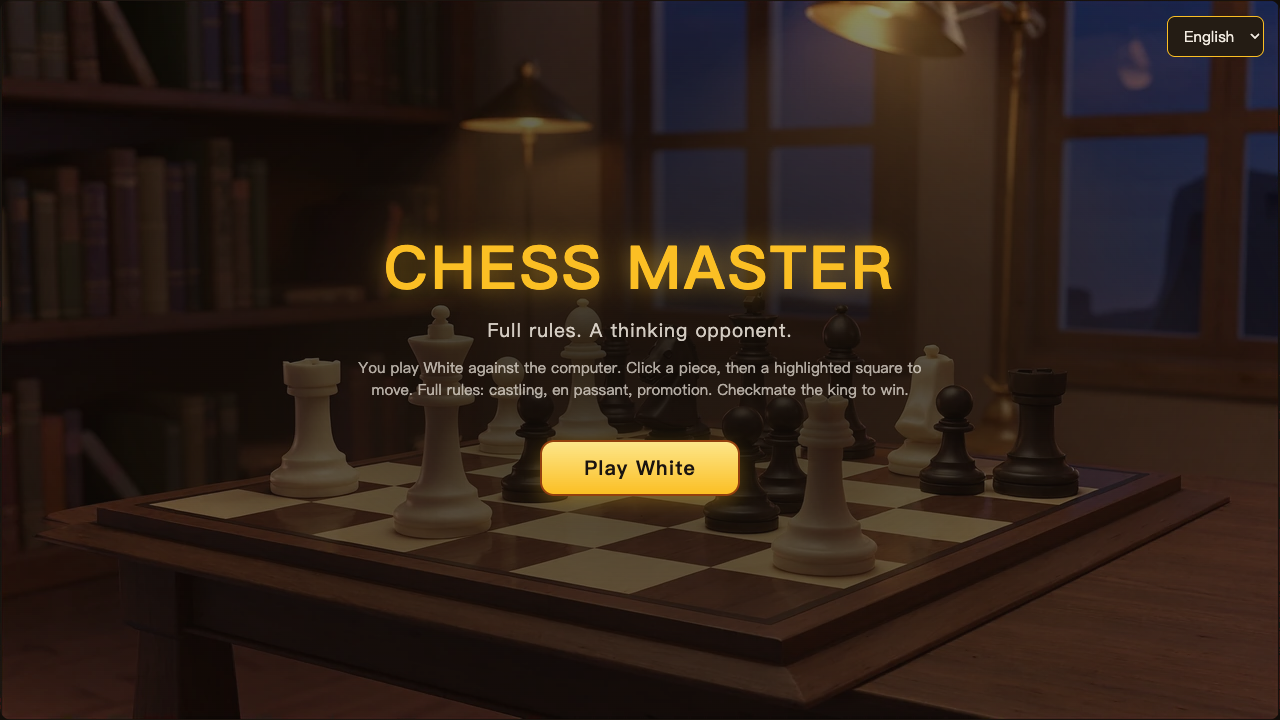 English
CHESS MASTER
Full rules. A thinking opponent.
You play White against the computer. Click a piece, then a highlighted square to
move. Full rules: castling, en passant, promotion. Checkmate the king to win.
Play White